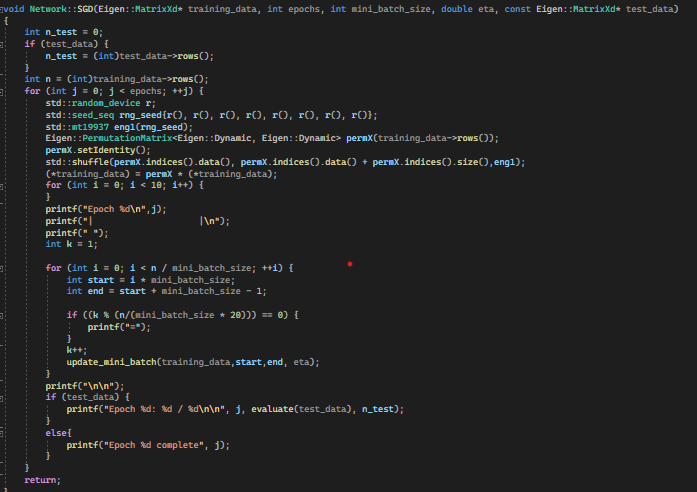 void Network::SGD(Eigen::MatrixXd* training_data, int epochs, int mini_batch_size, double eta, const Eigen::MatrixXd* test_data)
{
    int n_test = 0;
    if (test_data) {
        n_test = (int)test_data->rows();
    }
    int n = (int)training_data->rows();
    for (int j = 0; j < epochs; ++j) {
        std::random_device r;
        std::seed_seq rng_seed{r(), r(), r(), r(), r(), r(), r(), r()};
        std::mt19937 eng1(rng_seed);
        Eigen::PermutationMatrix<Eigen::Dynamic, Eigen::Dynamic> permX(training_data->rows());
        permX.setIdentity();
        std::shuffle(permX.indices().data(), permX.indices().data() + permX.indices().size(),eng1);
        (*training_data) = permX * (*training_data);
        for (int i = 0; i < 10; i++) {
        }
        printf("Epoch %d\n",j);
        printf("|                    |\n");
        printf(" ");
        int k = 1;

        for (int i = 0; i < n / mini_batch_size; ++i) {
            int start = i * mini_batch_size;
            int end = start + mini_batch_size - 1;

            if ((k % (n/(mini_batch_size * 20))) == 0) {
                printf("=");
            }
            k++;
            update_mini_batch(training_data,start,end, eta);
        }
        printf("\n\n");
        if (test_data) {
            printf("Epoch %d: %d / %d\n\n", j, evaluate(test_data), n_test);
        }
        else{
            printf("Epoch %d complete", j);
        }
    }
    return;
}